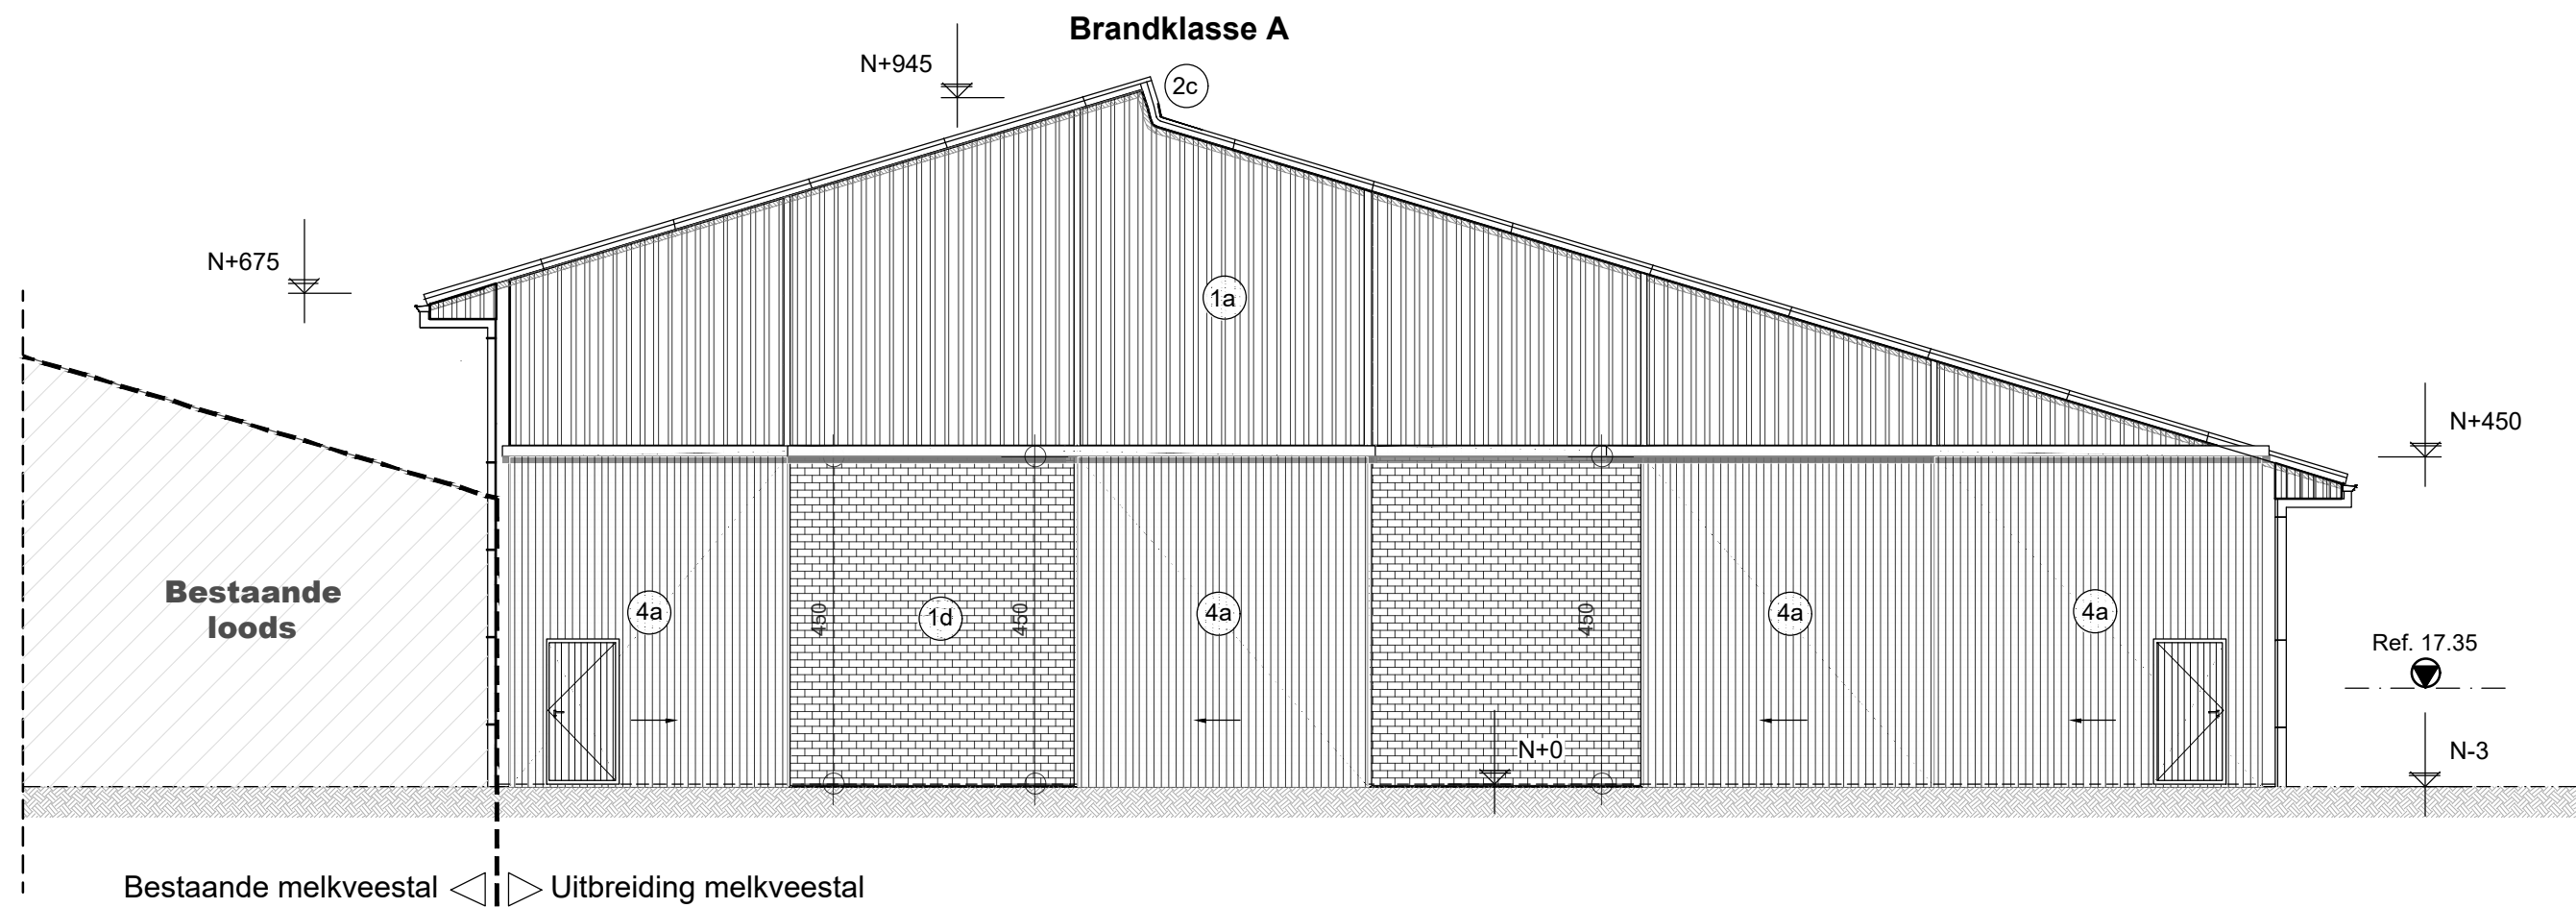 Brandklasse A
N+945
2c
N+675
1a
N+450
Bestaande
loods
4a
450
1d
450
4a
450
4a
4a
Ref. 17.35
N+0
N-3
Bestaande melkveestal
Uitbreiding melkveestal